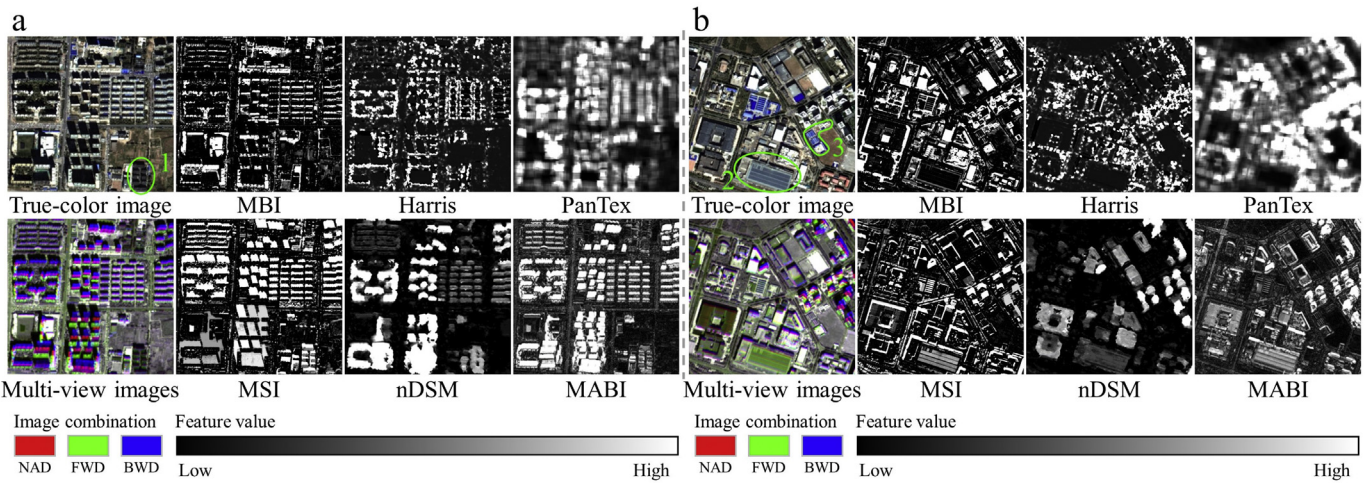 a
b
1
2
3
True-color image MBI Harris PanTex
True-color image MBI Harris PanTex
Multi-view images MSI nDSM MABI
Multi-view images MSI nDSM MABI
Image combination Feature value
Image combination Feature value
NAD FWD BWD Low High
NAD FWD BWD Low High